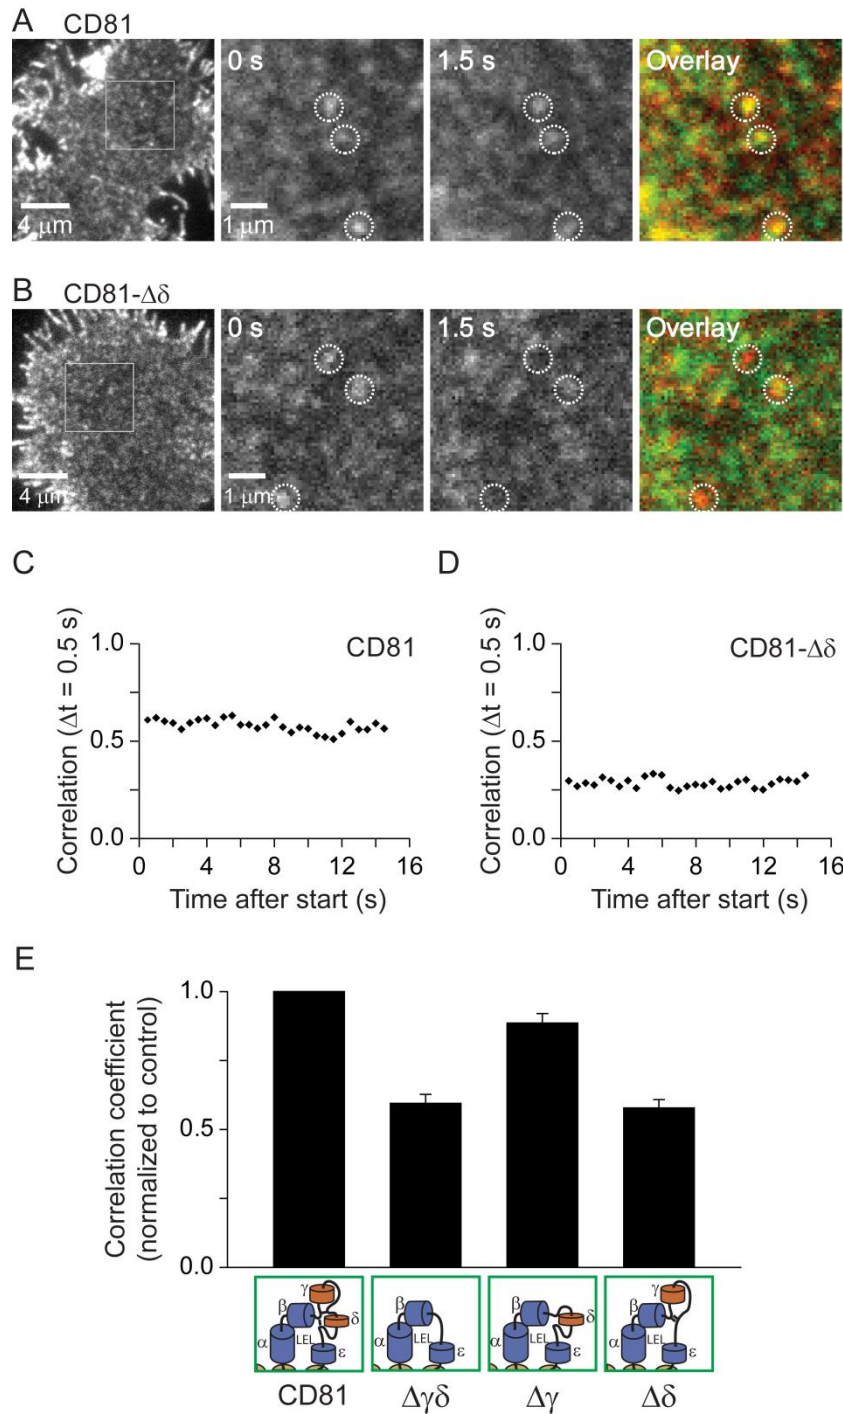 A CD81
0 s 1.5 s Overlay
4 μm 1 μm
B CD81-Δδ
0 s 1.5 s Overlay
4 μm 1 μm
C
Correlation (Δt = 0.5 s)
1.0
0.5
0.0
CD81
0 4 8 12 16
Time after start (s)
D
Correlation (Δt = 0.5 s)
1.0
0.5
0.0
CD81-Δδ
0 4 8 12 16
Time after start (s)
E
Correlation coefficient
(normalized to control)
1.0
0.5
0.0
γ
β δ
α LEL ε
β
α LEL ε
β δ
α LEL ε
γ
β
α LEL ε
CD81 Δγδ Δγ Δδ